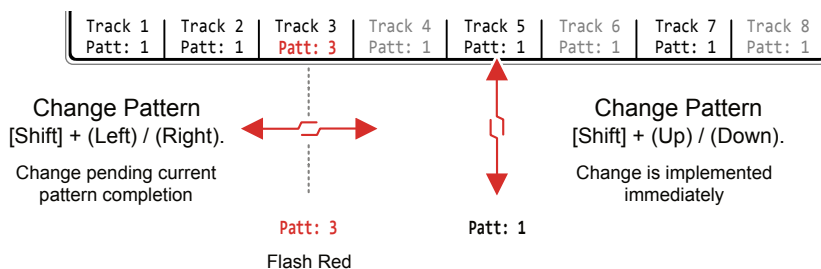 Track 1 Track 2 Track 3 Track 4 Track 5 Track 6 Track 7 Track 8
Patt: 1 Patt: 1 Patt: 3 Patt: 1 Patt: 1 Patt: 1 Patt: 1 Patt: 1
Change Pattern
[Shift] + (Left) / (Right).
Change pending current
pattern completion
Change Pattern
[Shift] + (Up) / (Down).
Change is implemented
immediately
Patt: 3
Flash Red
Patt: 1